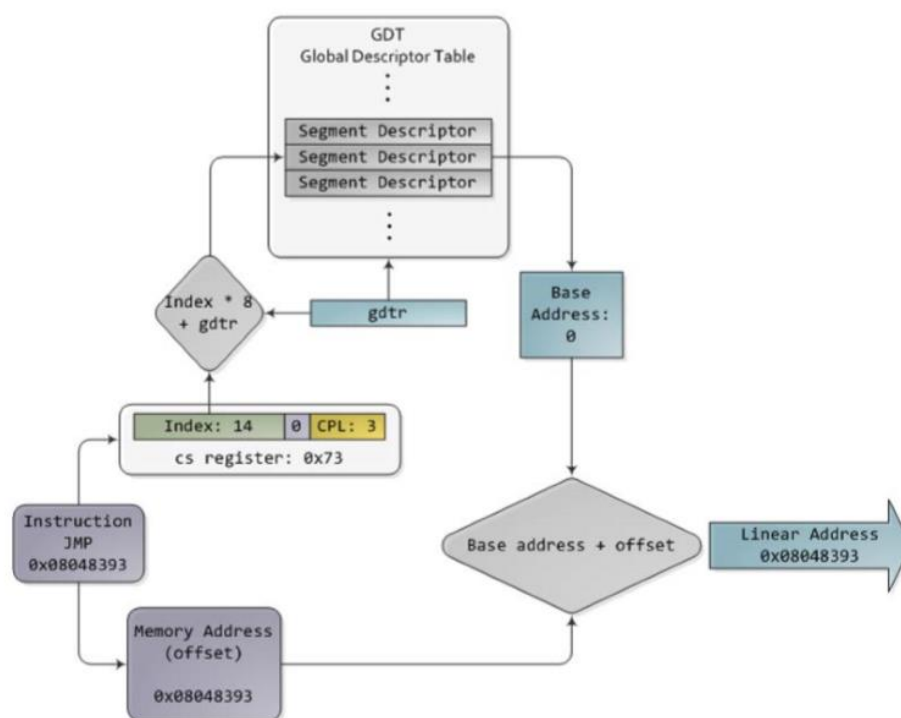 GDT
Global Descriptor Table
Segment Descriptor
Segment Descriptor
Segment Descriptor
Index * 8
+ gdtr
gdtr
Base
Address:
0
Index: 14 0 CPL: 3
cs register: 0x73
Instruction
JMP
0x08048393
Base address + offset
Linear Address
0x08048393
Memory Address
(offset)
0x08048393